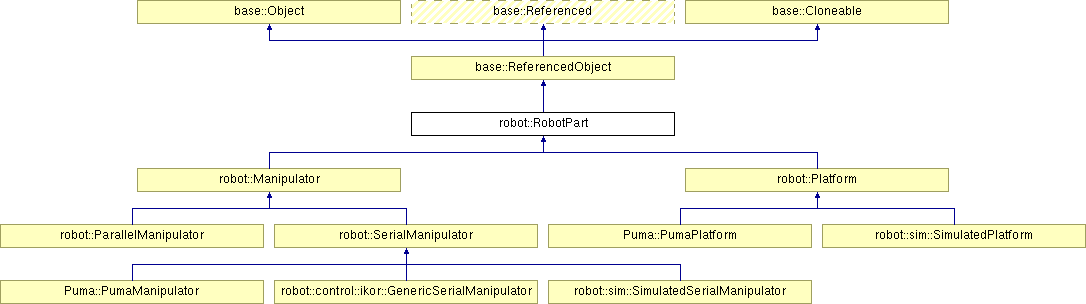 base::Object
base::Referenced
base::Cloneable
base::ReferencedObject
robot::RobotPart
robot::Manipulator
robot::Platform
robot::ParallelManipulator
robot::SerialManipulator
Puma::PumaPlatform
robot::sim::SimulatedPlatform
Puma::PumaManipulator
robot::control::ikor::GenericSerialManipulator
robot::sim::SimulatedSerialManipulator